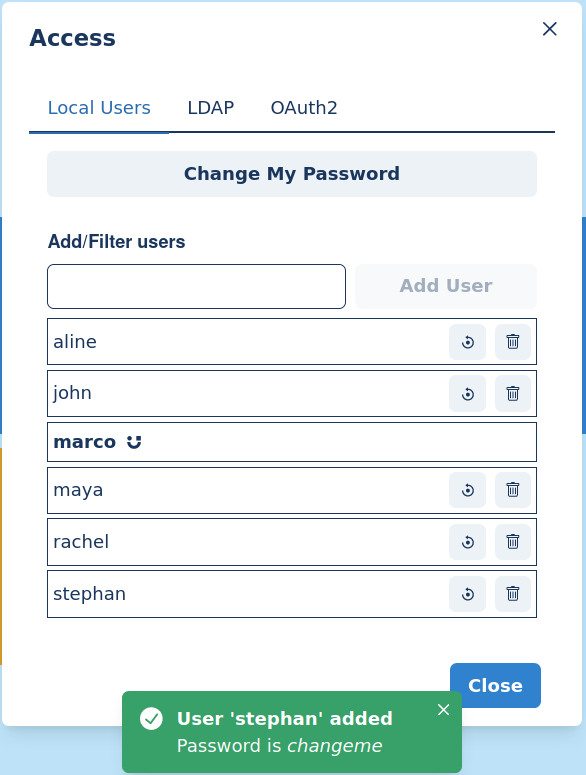 Access
Local Users LDAP OAuth2
Change My Password
Add/Filter users
Add User
aline
john
marco
maya
rachel
stephan
Close
User 'stephan' added
Password is changeme